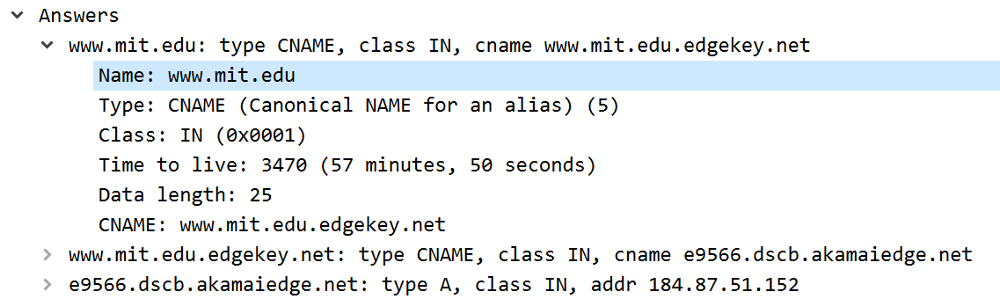 Answers
www.mit.edu: type CNAME, class IN, cname www.mit.edu.edgekey.net
Name: www.mit.edu
Type: CNAME (Canonical NAME for an alias) (5)
Class: IN (0x0001)
Time to live: 3470 (57 minutes, 50 seconds)
Data length: 25
CNAME: www.mit.edu.edgekey.net
www.mit.edu.edgekey.net: type CNAME, class IN, cname e9566.dscb.akamaiedge.net
e9566.dscb.akamaiedge.net: type A, class IN, addr 184.87.51.152